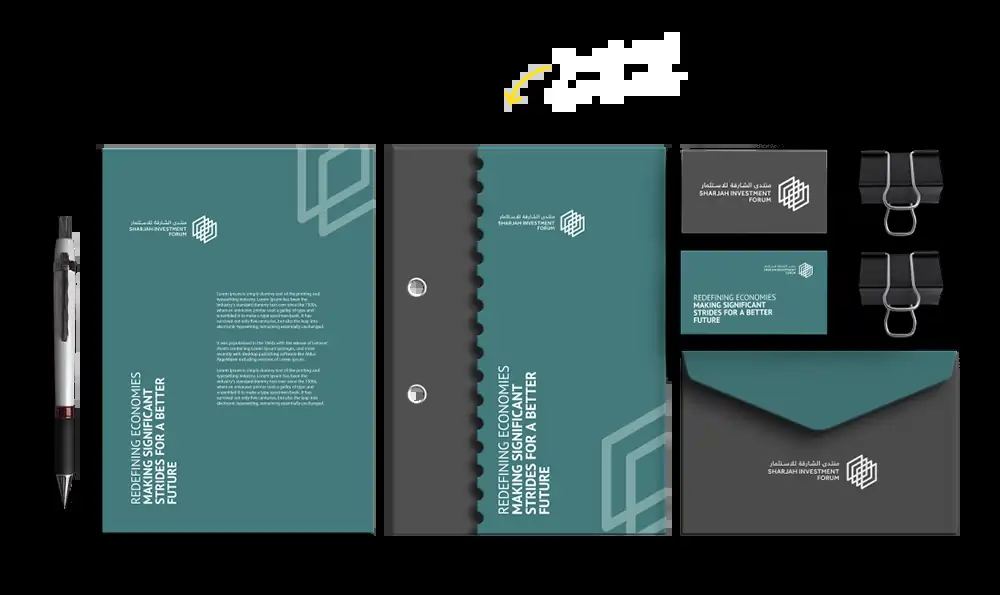 منتدى الشارقة للاستثمار
SHARJAH INVESTMENT
FORUM
Lorem Ipsum is simply dummy text of the printing and
typesetting industry. Lorem Ipsum has been the
industry's standard dummy text ever since the 1500s,
when an unknown printer took a galley of type and
scrambled it to make a type specimen book. It has
survived not only five centuries, but also the leap into
electronic typesetting, remaining essentially unchanged.
It was popularised in the 1960s with the release of Letraset
sheets containing Lorem Ipsum passages, and more
recently with desktop publishing software like Aldus
PageMaker including versions of Lorem Ipsum.
Lorem Ipsum is simply dummy text of the printing and
typesetting industry. Lorem Ipsum has been the
industry's standard dummy text ever since the 1500s,
when an unknown printer took a galley of type and
scrambled it to make a type specimen book. It has
survived not only five centuries, but also the leap into
electronic typesetting, remaining essentially unchanged.
REDEFINING ECONOMIES
MAKING SIGNIFICANT
STRIDES FOR A BETTER
FUTURE
منتدى الشارقة للاستثمار
SHARJAH INVESTMENT
FORUM
REDEFINING ECONOMIES
MAKING SIGNIFICANT
STRIDES FOR A BETTER
FUTURE
منتدى الشارقة للاستثمار
SHARJAH INVESTMENT
FORUM
منتدى الشارقة للاستثمار
SHARJAH INVESTMENT
FORUM
REDEFINING ECONOMIES
MAKING SIGNIFICANT
STRIDES FOR A BETTER
FUTURE
منتدى الشارقة للاستثمار
SHARJAH INVESTMENT
FORUM